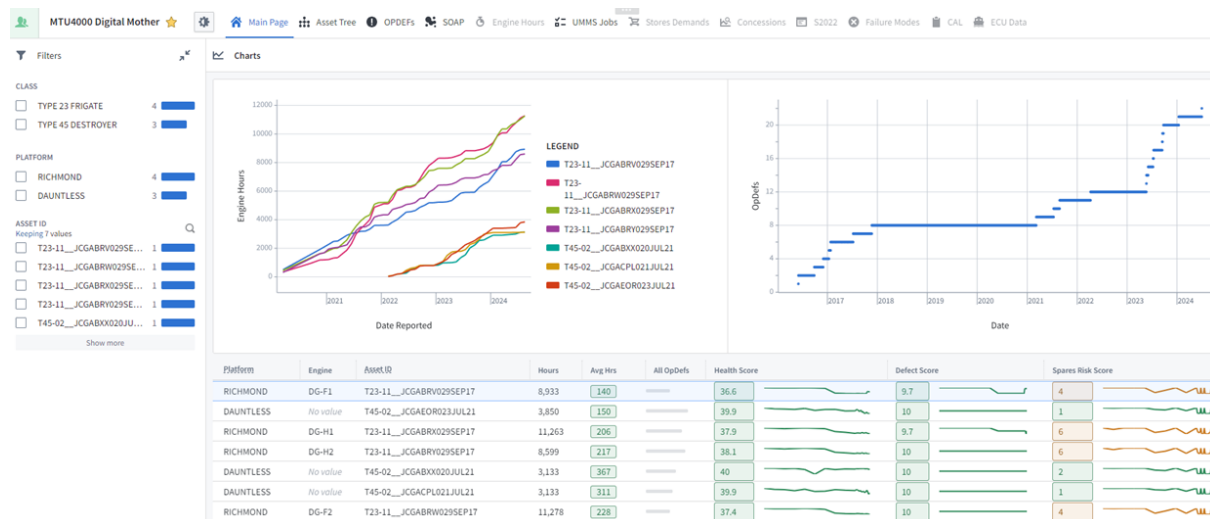 MTU4000 Digital Mother
Main Page
Asset Tree
OPDEFs
SOAP
Engine Hours
UMMS Jobs
Stores Demands
Concessions
S2022
Failure Modes
CAL
ECU Data
Filters
Charts
CLASS
TYPE 23 FRIGATE 4
TYPE 45 DESTROYER 3
PLATFORM
RICHMOND 4
DAUNTLESS 3
ASSET ID
Keeping 7 values
T23-11__JCGABRV029SE... 1
T23-11__JCGABRW029SE... 1
T23-11__JCGABRX029SE... 1
T23-11__JCGABRY029SE... 1
T45-02__JCGABXX020JU... 1
Show more
Engine Hours
12000
10000
8000
6000
4000
2000
0
2021 2022 2023 2024
Date Reported
LEGEND
T23-11__JCGABRV029SEP17
T23-
11__JCGABRW029SEP17
T23-11__JCGABRX029SEP17
T23-11__JCGABRY029SEP17
T45-02__JCGABXX020JUL21
T45-02__JCGACPL021JUL21
T45-02__JCGAEOR023JUL21
OpDefs
20
16
12
8
4
0
2017 2018 2019 2020 2021 2022 2023 2024
Date
Platform Engine Asset ID Hours Avg Hrs All OpDefs Health Score Defect Score Spares Risk Score
RICHMOND DG-F1 T23-11__JCGABRV029SEP17 8,933 140 36.6 9.7 4
DAUNTLESS No value T45-02__JCGAEOR023JUL21 3,850 150 39.9 10 1
RICHMOND DG-H1 T23-11__JCGABRX029SEP17 11,263 206 37.9 9.7 6
RICHMOND DG-H2 T23-11__JCGABRY029SEP17 8,599 217 38.1 10 6
DAUNTLESS No value T45-02__JCGABXX020JUL21 3,133 367 40 10 2
DAUNTLESS No value T45-02__JCGACPL021JUL21 3,133 311 39.9 10 1
RICHMOND DG-F2 T23-11__JCGABRW029SEP17 11,278 228 37.4 10 4